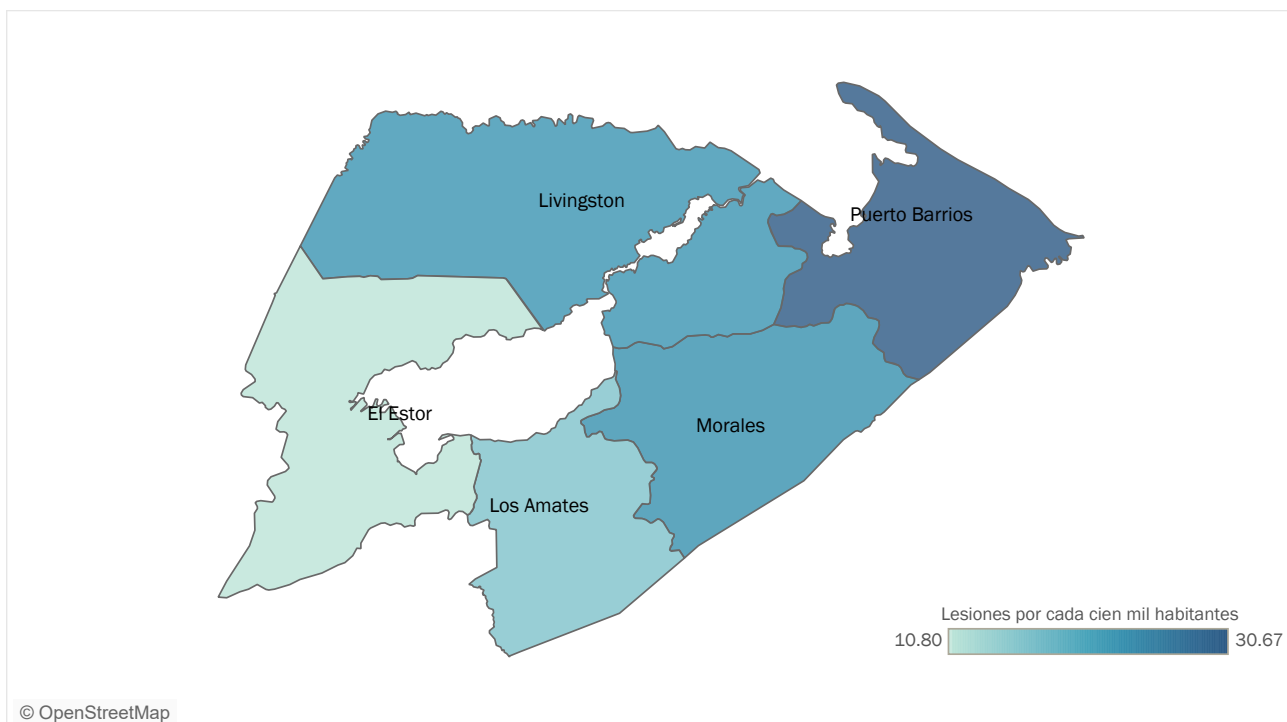 Livingston
Puerto Barrios
El Estor
Morales
Los Amates
Lesiones por cada cien mil habitantes
10.80 30.67
© OpenStreetMap